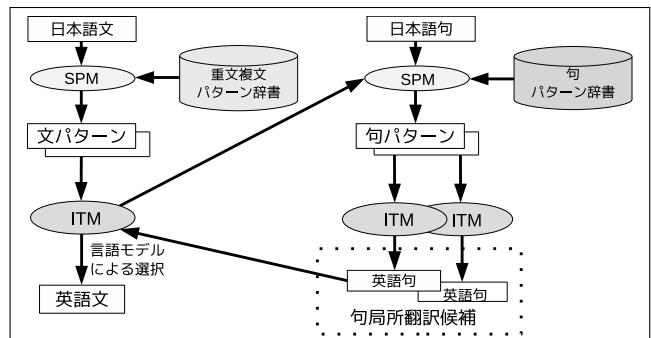 日本語文
SPM
重文複文
パターン辞書
文パターン
ITM
言語モデル
による選択
英語文
日本語句
SPM
句
パターン辞書
句パターン
ITM
ITM
英語句
英語句
句局所翻訳候補